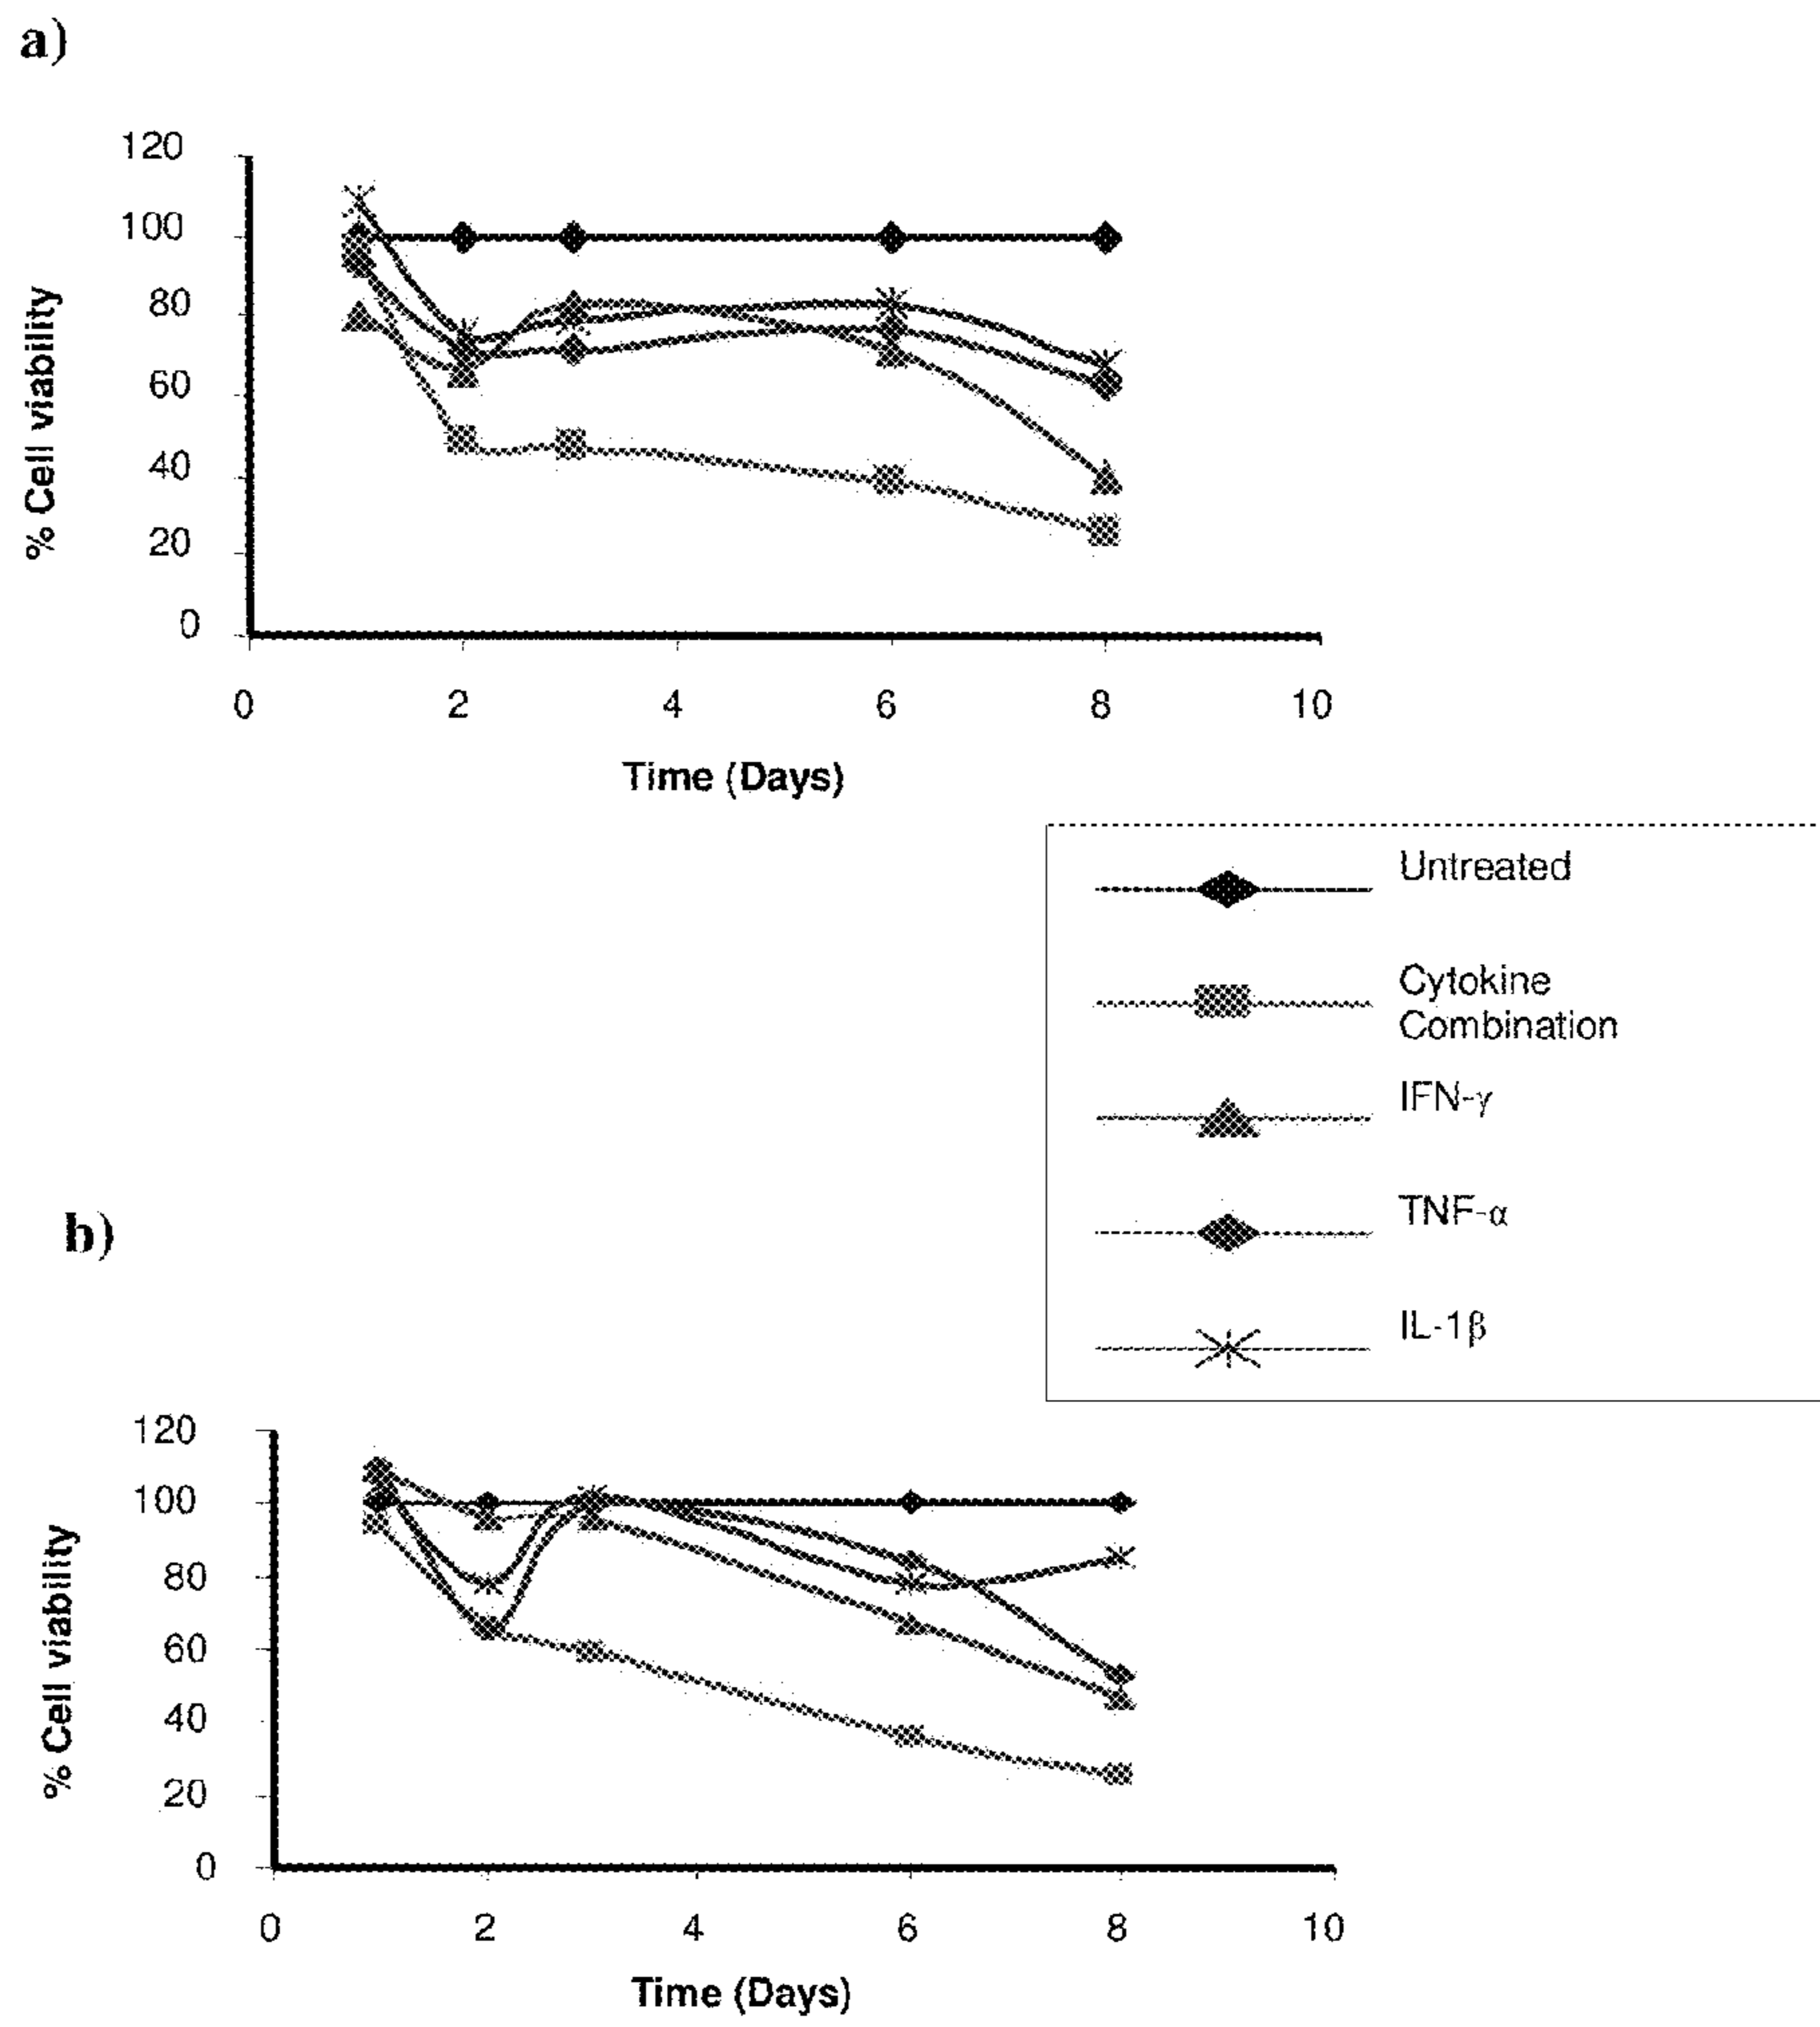 a)
120
100
80
60
40
20
0
% Cell viability
0 2 4 6 8 10
Time (Days)
Untreated
Cytokine
Combination
IFN-γ
TNF-α
IL-1β
b)
120
100
80
60
40
20
0
% Cell viability
0 2 4 6 8 10
Time (Days)